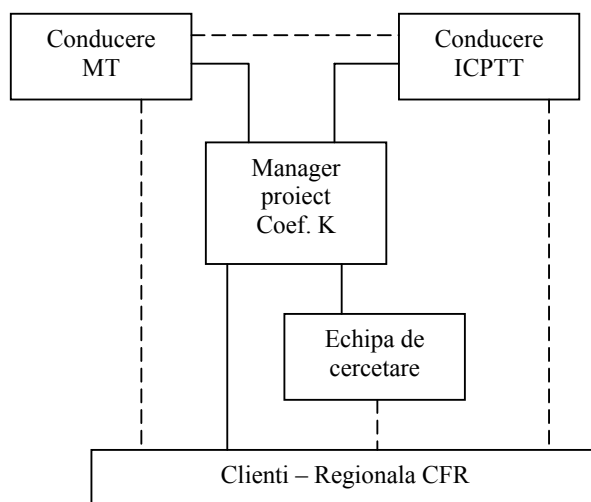 Conducere
MT
Conducere
ICPTT
Manager
proiect
Coef. K
Echipa de
cercetare
Clienti – Regionala CFR